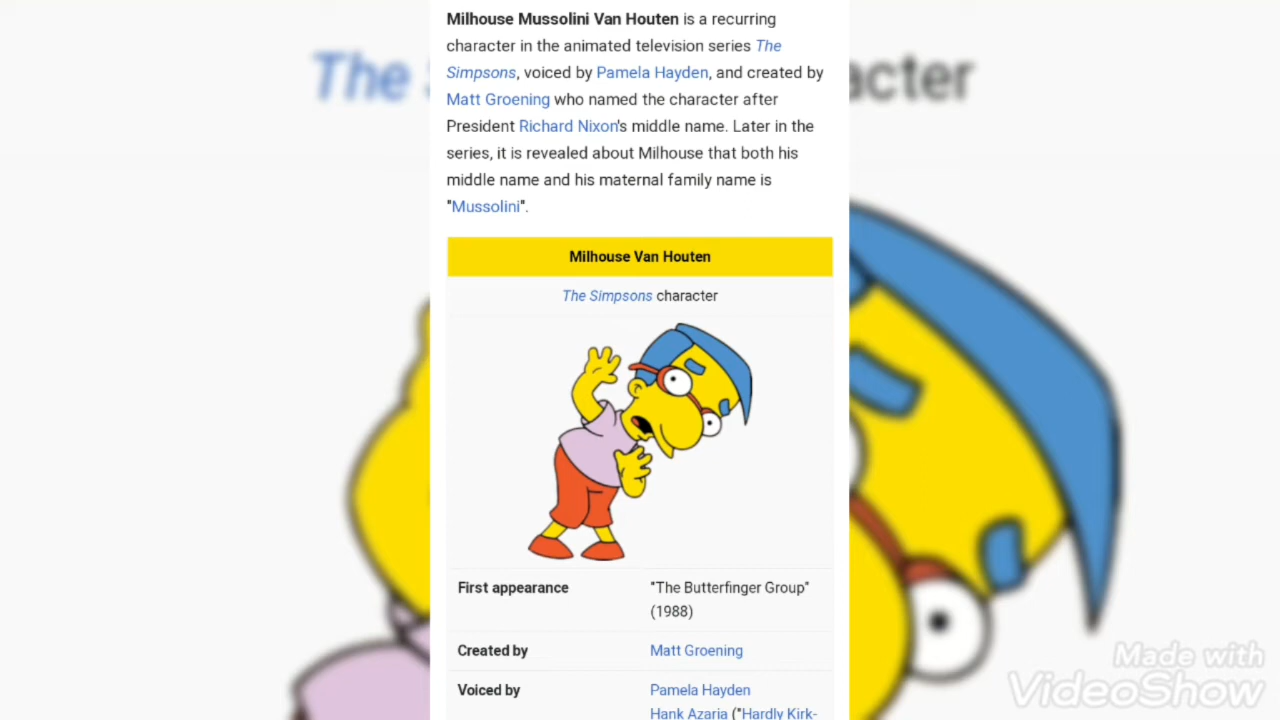 Milhouse Mussolini Van Houten is a recurring
character in the animated television series The
Simpsons, voiced by Pamela Hayden, and created by
Matt Groening who named the character after
President Richard Nixon's middle name. Later in the
series, it is revealed about Milhouse that both his
middle name and his maternal family name is
"Mussolini".
Milhouse Van Houten
The Simpsons character
First appearance "The Butterfinger Group"
(1988)
Created by Matt Groening
Voiced by Pamela Hayden
Hank Azaria ("Hardly Kirk-
The
acter
Made with
VideoShow